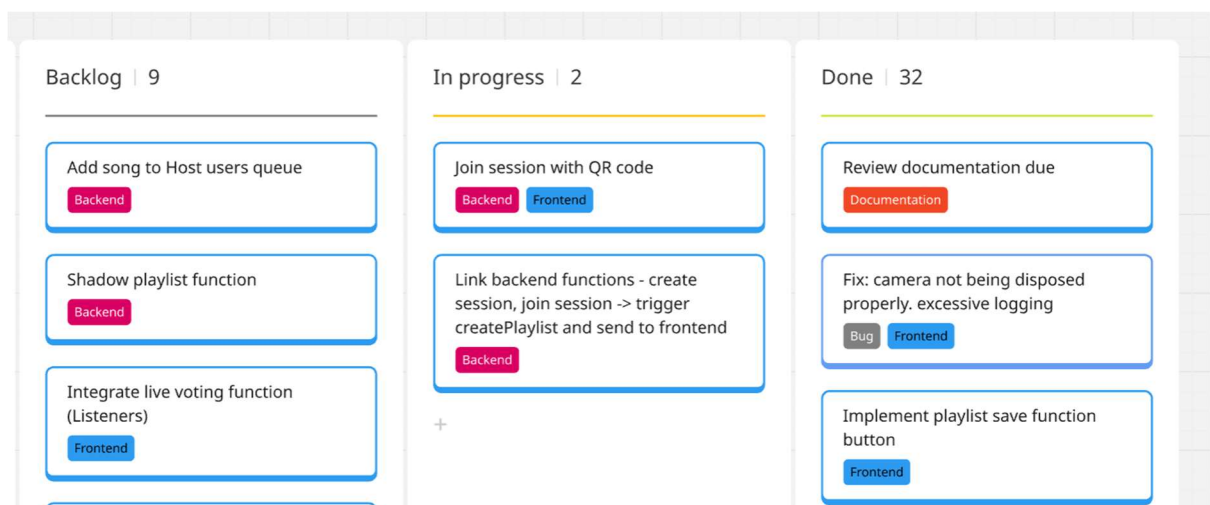 Backlog | 9
Add song to Host users queue
Backend
Shadow playlist function
Backend
Integrate live voting function
(Listeners)
Frontend
In progress | 2
Join session with QR code
Backend Frontend
Link backend functions - create
session, join session -> trigger
createPlaylist and send to frontend
Backend
+
Done | 32
Review documentation due
Documentation
Fix: camera not being disposed
properly. excessive logging
Bug Frontend
Implement playlist save function
button
Frontend